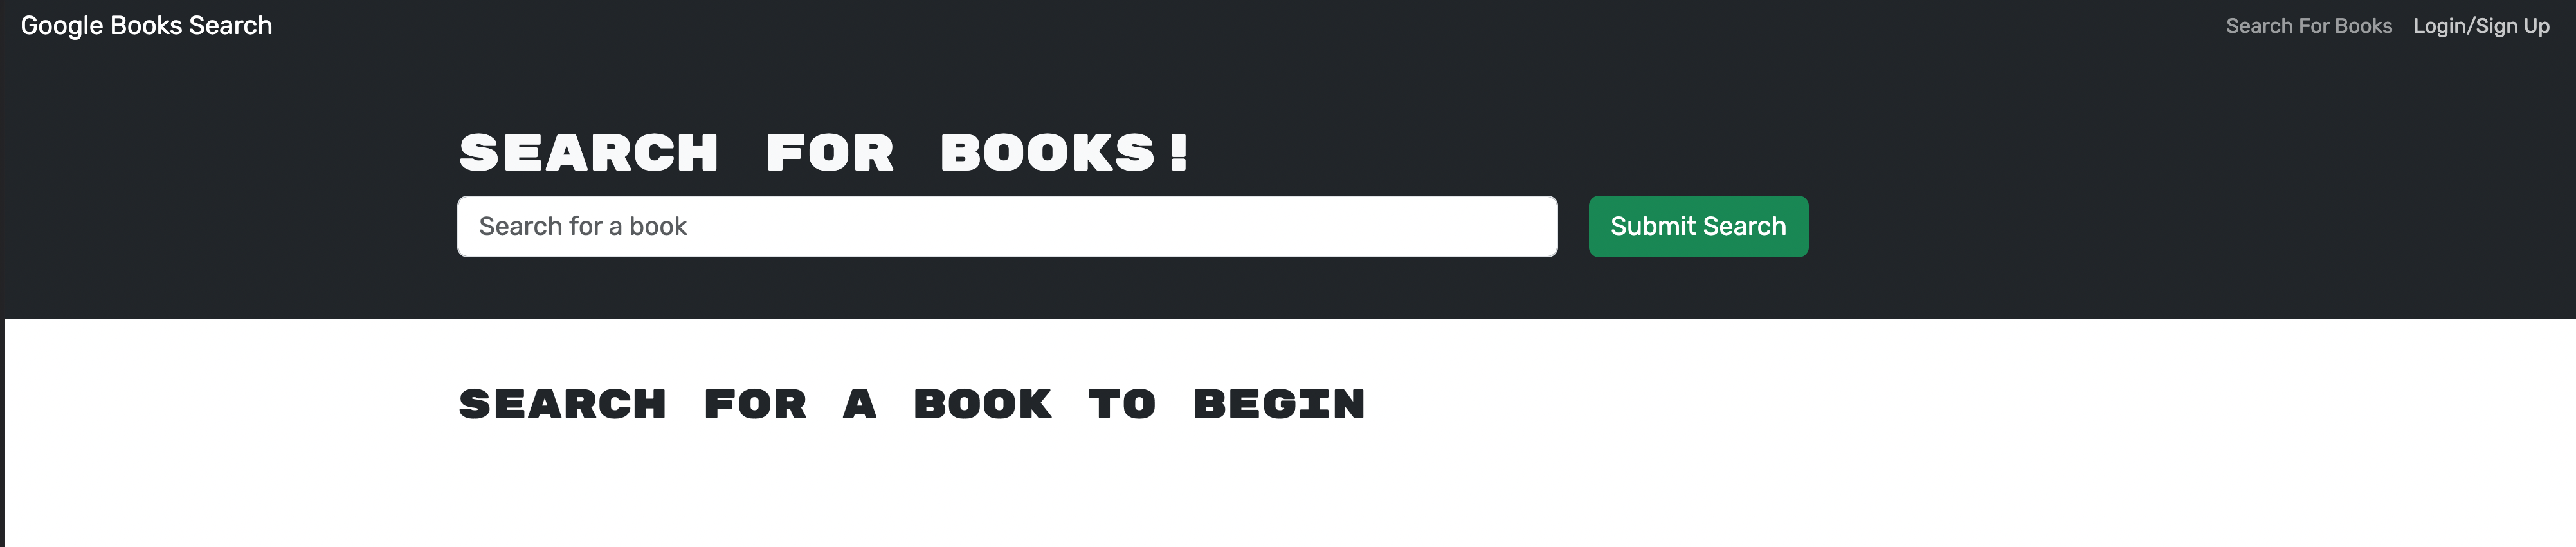 Google Books Search
Search For Books
Login/Sign Up
SEARCH FOR BOOKS!
Search for a book
Submit Search
SEARCH FOR A BOOK TO BEGIN